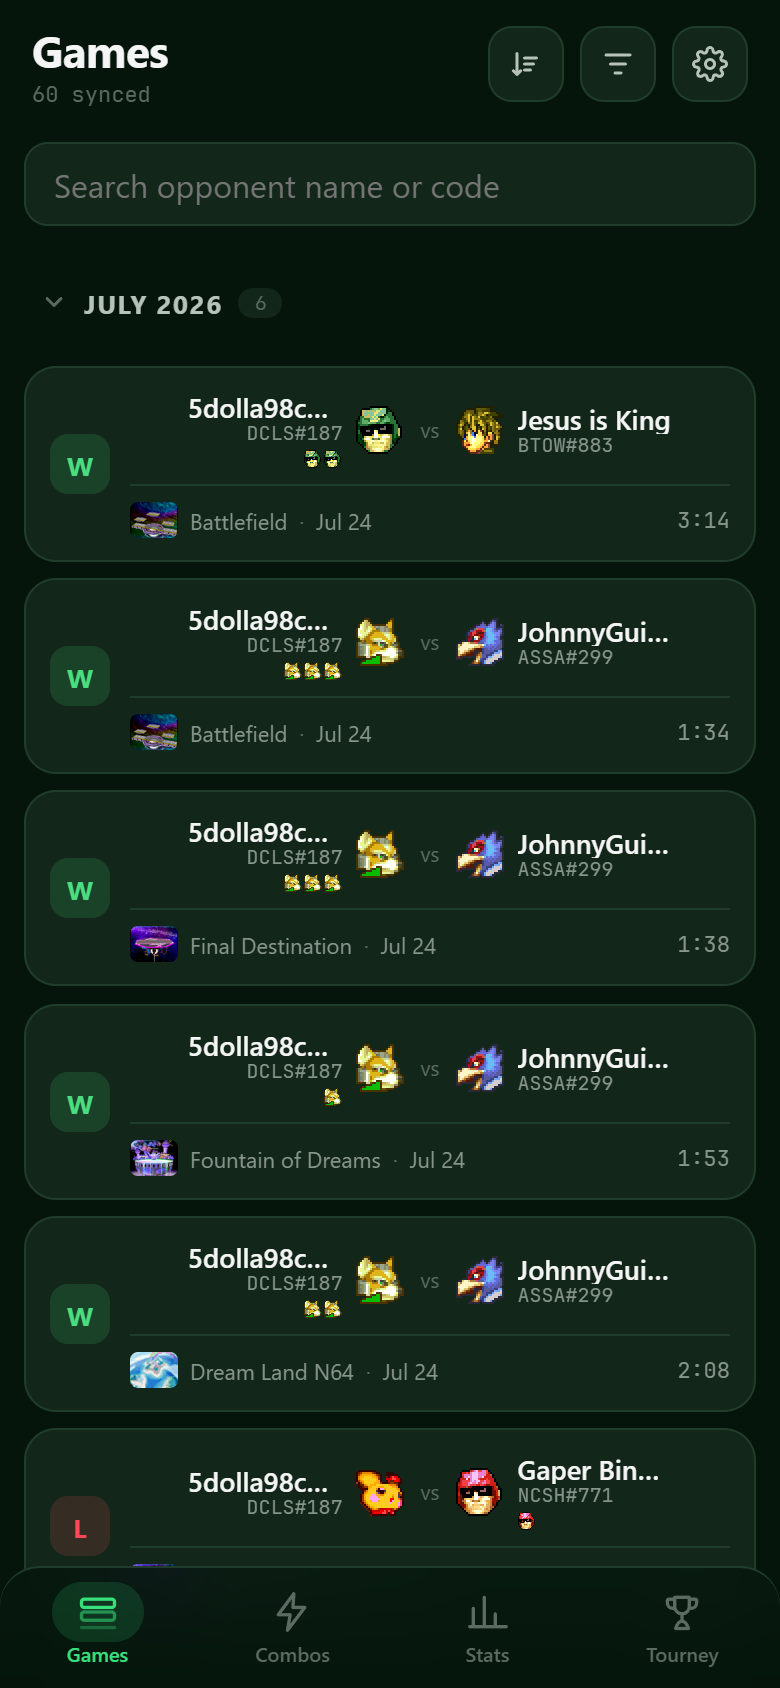 Games
60 synced
Search opponent name or code
JULY 2026 6
W
5dolla98c...
DCLS#187
vs
Jesus is King
BTOW#883
Battlefield · Jul 24 3:14
W
5dolla98c...
DCLS#187
vs
JohnnyGui...
ASSA#299
Battlefield · Jul 24 1:34
W
5dolla98c...
DCLS#187
vs
JohnnyGui...
ASSA#299
Final Destination · Jul 24 1:38
W
5dolla98c...
DCLS#187
vs
JohnnyGui...
ASSA#299
Fountain of Dreams · Jul 24 1:53
W
5dolla98c...
DCLS#187
vs
JohnnyGui...
ASSA#299
Dream Land N64 · Jul 24 2:08
L
5dolla98c...
DCLS#187
vs
Gaper Bin...
NCSH#771
Games Combos Stats Tourney